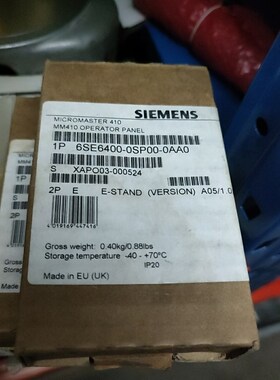 SIEMENS
MICROMASTER 410
MM410 OPERATOR PANEL
1P 6SE6400-0SP00-0AA0
S XAPO03-000524
2P E E-STAND (VERSION) A05/1.0
Gross weight: 0.40kg/0.88lbs
Storage temperature -40 - +70°C
IP20
4019169447416
Made in EU (UK)